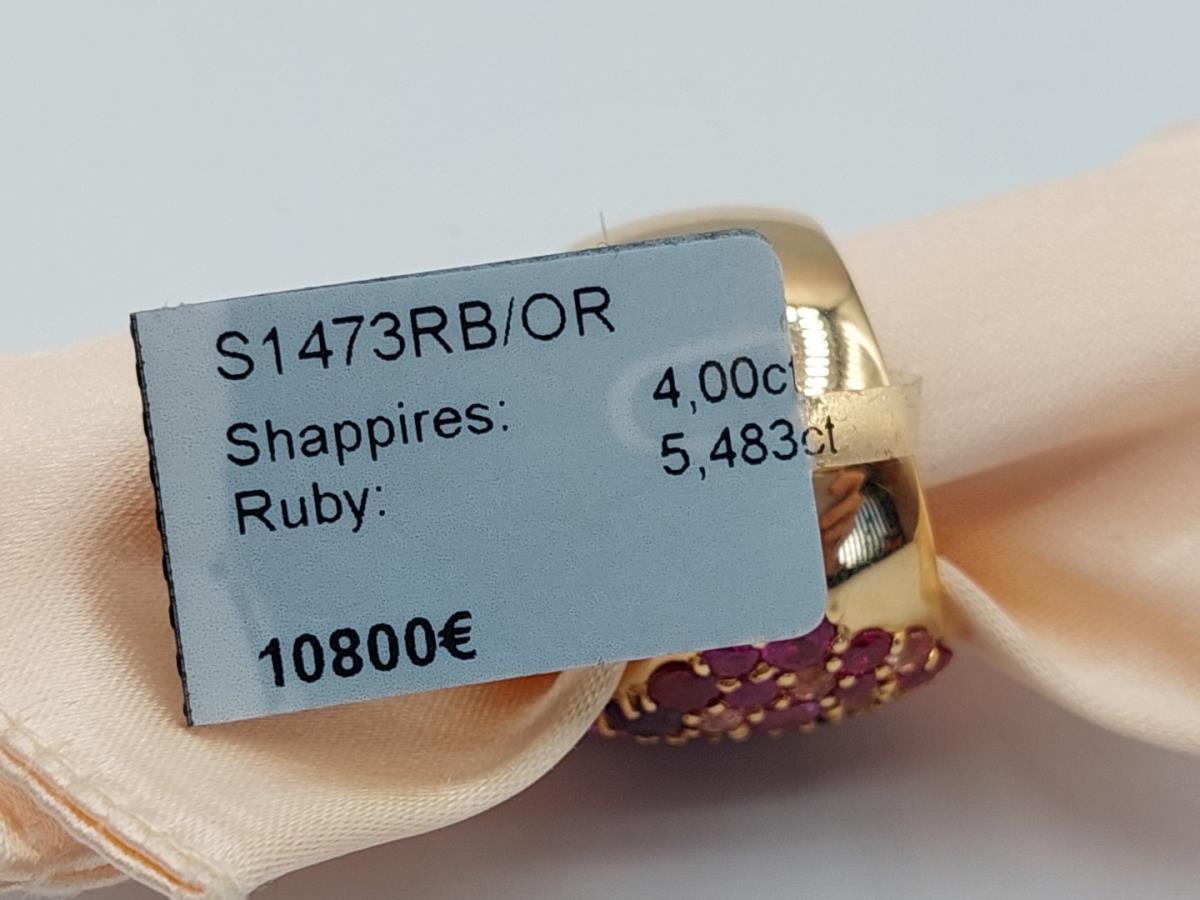 S1473RB/OR
Shappires: 4,00ct
Ruby: 5,483ct
10800€